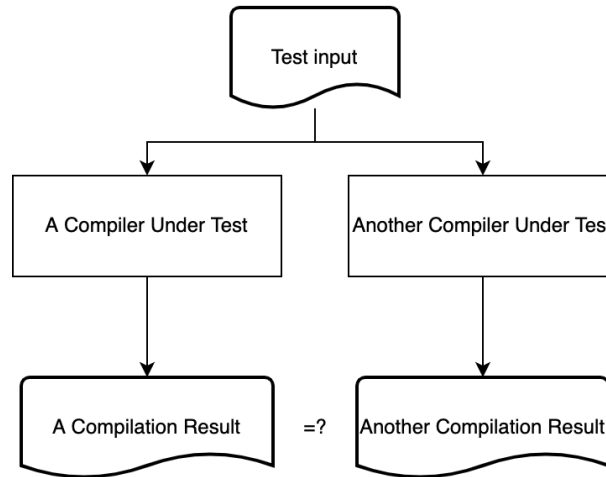 Test input
A Compiler Under Test
Another Compiler Under Tes
A Compilation Result
=?
Another Compilation Result